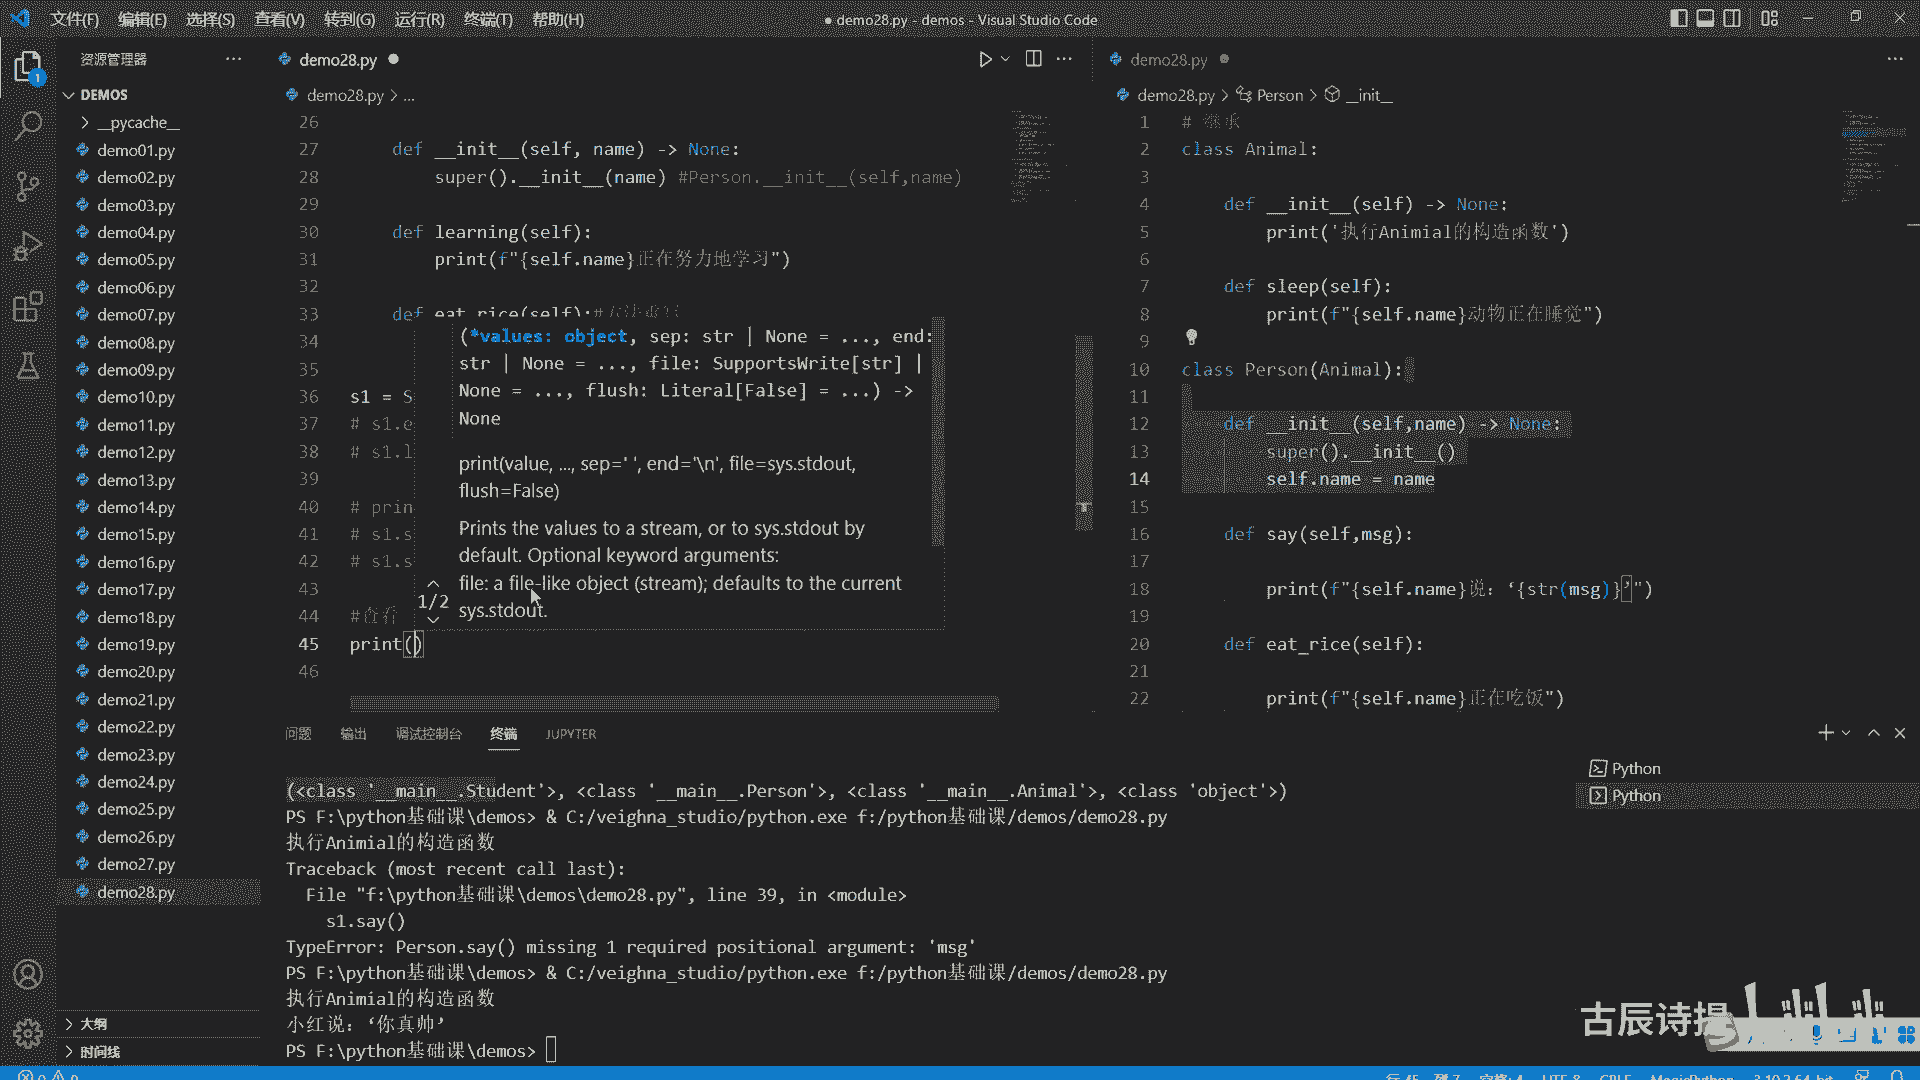 文件(F) 编辑(E) 选择(S) 查看(V) 转到(G) 运行(R) 终端(T) 帮助(H)
● demo28.py - demos - Visual Studio Code
资源管理器
DEMOS
__pycache__
demo01.py
demo02.py
demo03.py
demo04.py
demo05.py
demo06.py
demo07.py
demo08.py
demo09.py
demo10.py
demo11.py
demo12.py
demo13.py
demo14.py
demo15.py
demo16.py
demo17.py
demo18.py
demo19.py
demo20.py
demo21.py
demo22.py
demo23.py
demo24.py
demo25.py
demo26.py
demo27.py
demo28.py
大纲
时间线
1
demo28.py ●
demo28.py > ...
26
27 def __init__(self, name) -> None:
28 super().__init__(name) #Person.__init__(self,name)
29
30 def learning(self):
31 print(f"{self.name}正在努力地学习")
32
33 def eat_rice(self):#
34
35
36 s1 = S
37 # s1.e
38 # s1.l
39
40 # prin
41 # s1.s
42 # s1.s
43
44 #查看
45 print()
46
(*values: object, sep: str | None = ..., end:
str | None = ..., file: SupportsWrite[str] |
None = ..., flush: Literal[False] = ...) ->
None
print(value, ..., sep=' ', end='\n', file=sys.stdout,
flush=False)
Prints the values to a stream, or to sys.stdout by
default. Optional keyword arguments:
file: a file-like object (stream); defaults to the current
sys.stdout.
1/2
demo28.py
demo28.py > Person > __init__
1 # 继承
2 class Animal:
3
4 def __init__(self) -> None:
5 print('执行Animial的构造函数')
6
7 def sleep(self):
8 print(f"{self.name}动物正在睡觉")
9
10 class Person(Animal):
11
12 def __init__(self,name) -> None:
13 super().__init__()
14 self.name = name
15
16 def say(self,msg):
17
18 print(f"{self.name}说：‘{str(msg)}’")
19
20 def eat_rice(self):
21
22 print(f"{self.name}正在吃饭")
问题 输出 调试控制台 终端 JUPYTER
(<class '__main__.Student'>, <class '__main__.Person'>, <class '__main__.Animal'>, <class 'object'>)
PS F:\python基础课\demos> & C:/veighna_studio/python.exe f:/python基础课/demos/demo28.py
执行Animial的构造函数
Traceback (most recent call last):
File "f:\python基础课\demos\demo28.py", line 39, in <module>
s1.say()
TypeError: Person.say() missing 1 required positional argument: 'msg'
PS F:\python基础课\demos> & C:/veighna_studio/python.exe f:/python基础课/demos/demo28.py
执行Animial的构造函数
小红说：‘你真帅’
PS F:\python基础课\demos>
Python
Python
古辰诗提